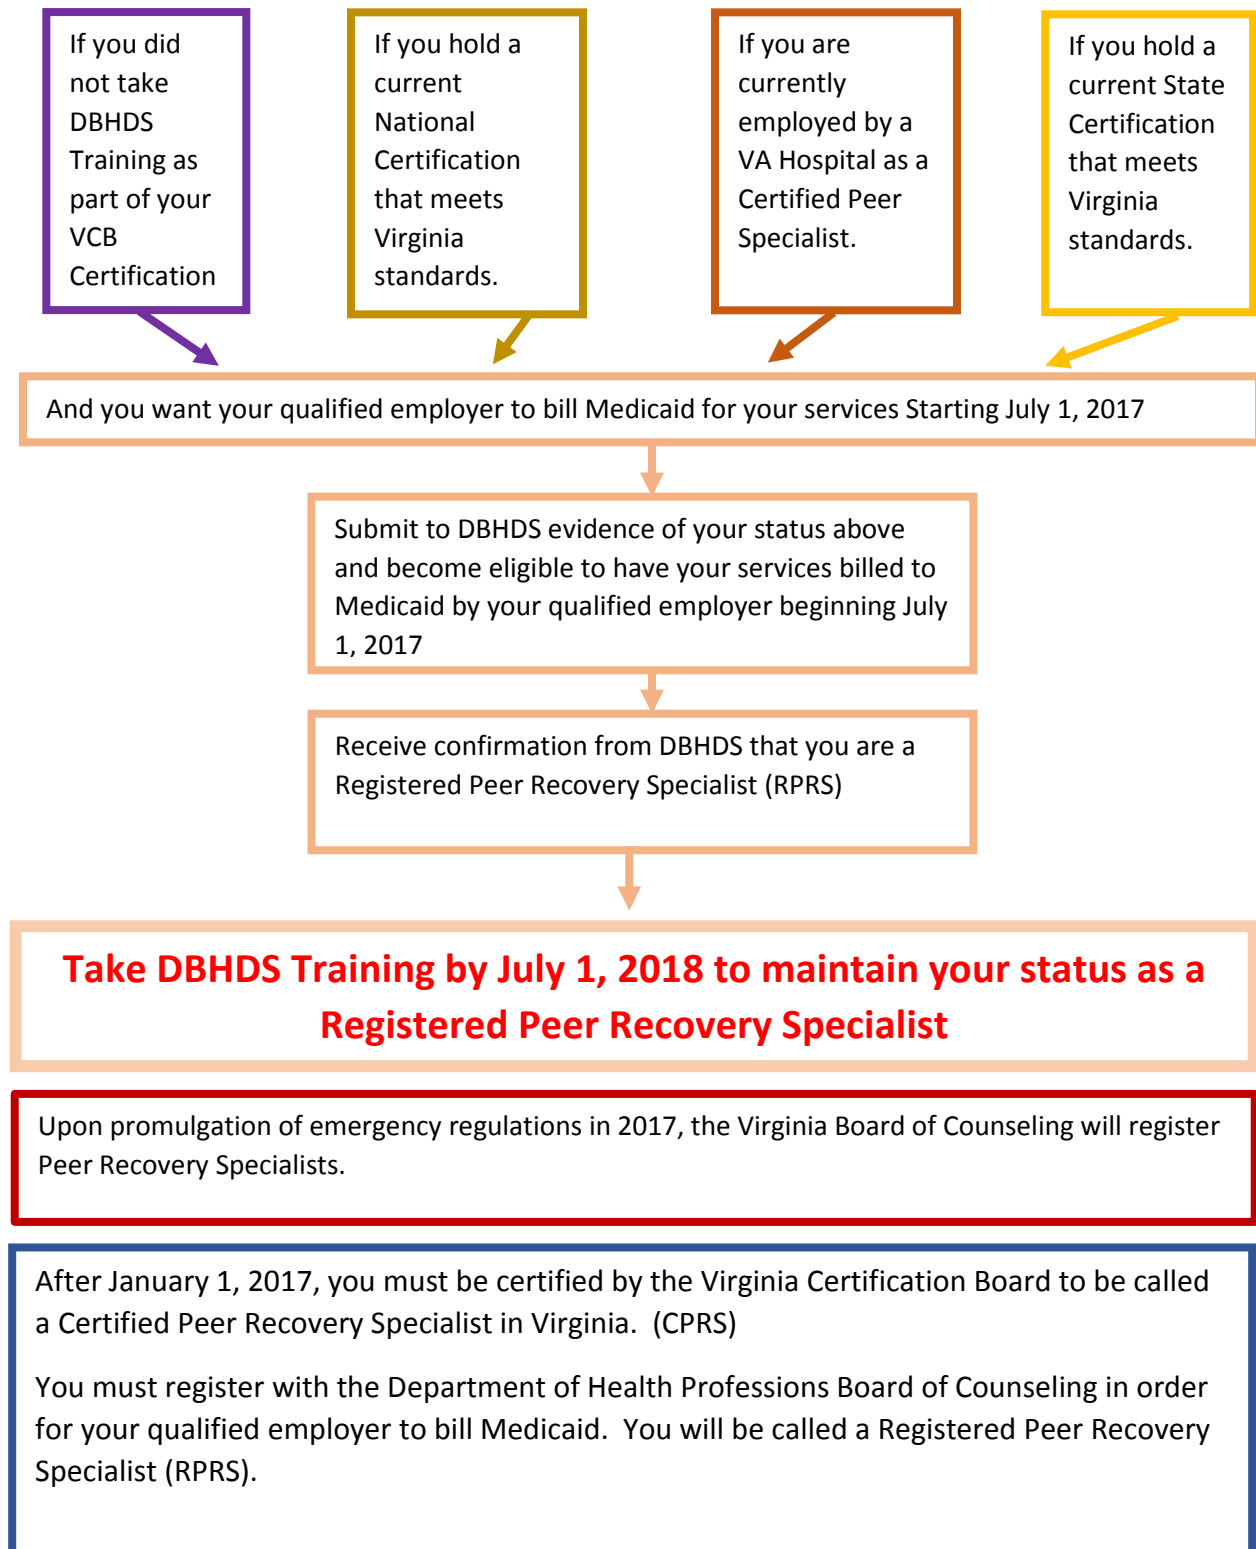 If you did
not take
DBHDS
Training as
part of your
VCB
Certification
If you hold a
current
National
Certification
that meets
Virginia
standards.
If you are
currently
employed by a
VA Hospital as a
Certified Peer
Specialist.
If you hold a
current State
Certification
that meets
Virginia
standards.
And you want your qualified employer to bill Medicaid for your services Starting July 1, 2017
Submit to DBHDS evidence of your status above
and become eligible to have your services billed to
Medicaid by your qualified employer beginning July
1, 2017
Receive confirmation from DBHDS that you are a
Registered Peer Recovery Specialist (RPRS)
Take DBHDS Training by July 1, 2018 to maintain your status as a
Registered Peer Recovery Specialist
Upon promulgation of emergency regulations in 2017, the Virginia Board of Counseling will register
Peer Recovery Specialists.
After January 1, 2017, you must be certified by the Virginia Certification Board to be called
a Certified Peer Recovery Specialist in Virginia.  (CPRS)
You must register with the Department of Health Professions Board of Counseling in order
for your qualified employer to bill Medicaid.  You will be called a Registered Peer Recovery
Specialist (RPRS).